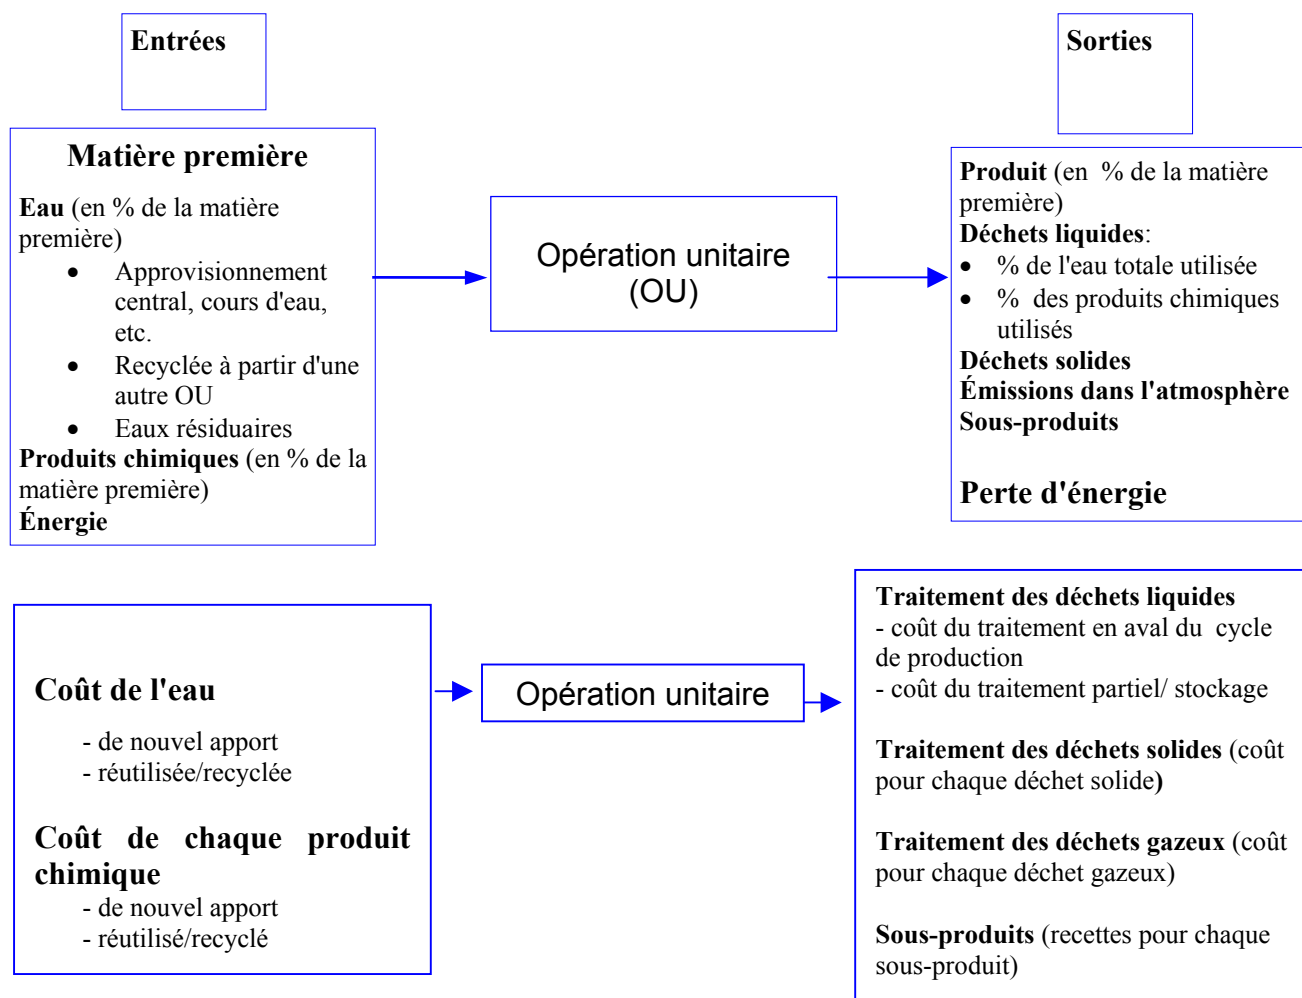 Entrées
Sorties
Matière première
Eau (en % de la matière
première)
• Approvisionnement
central, cours d'eau,
etc.
• Recyclée à partir d'une
autre OU
• Eaux résiduaires
Produits chimiques (en % de la
matière première)
Énergie
Opération unitaire
(OU)
Produit (en % de la matière
première)
Déchets liquides:
• % de l'eau totale utilisée
• % des produits chimiques
utilisés
Déchets solides
Émissions dans l'atmosphère
Sous-produits
Perte d'énergie
Coût de l'eau
- de nouvel apport
- réutilisée/recyclée
Coût de chaque produit
chimique
- de nouvel apport
- réutilisé/recyclé
Opération unitaire
Traitement des déchets liquides
- coût du traitement en aval du cycle
de production
- coût du traitement partiel/ stockage
Traitement des déchets solides (coût
pour chaque déchet solide)
Traitement des déchets gazeux (coût
pour chaque déchet gazeux)
Sous-produits (recettes pour chaque
sous-produit)